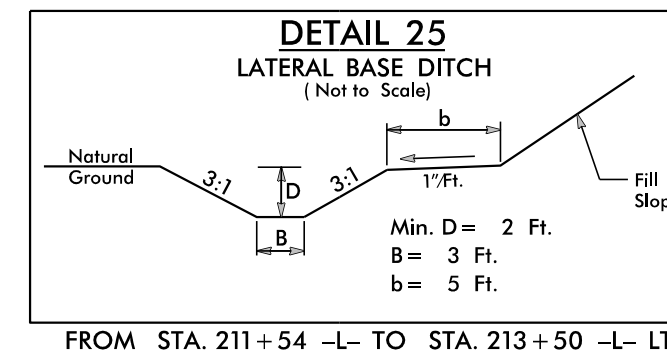 DETAIL 25
LATERAL BASE DITCH
( Not to Scale)
b
Natural
Ground
3:1
D
3:1
1"/Ft.
Fill
B
Min. D = 2 Ft.
B = 3 Ft.
b = 5 Ft.
FROM STA. 211+54 -L- TO STA. 213+50 -L- LT